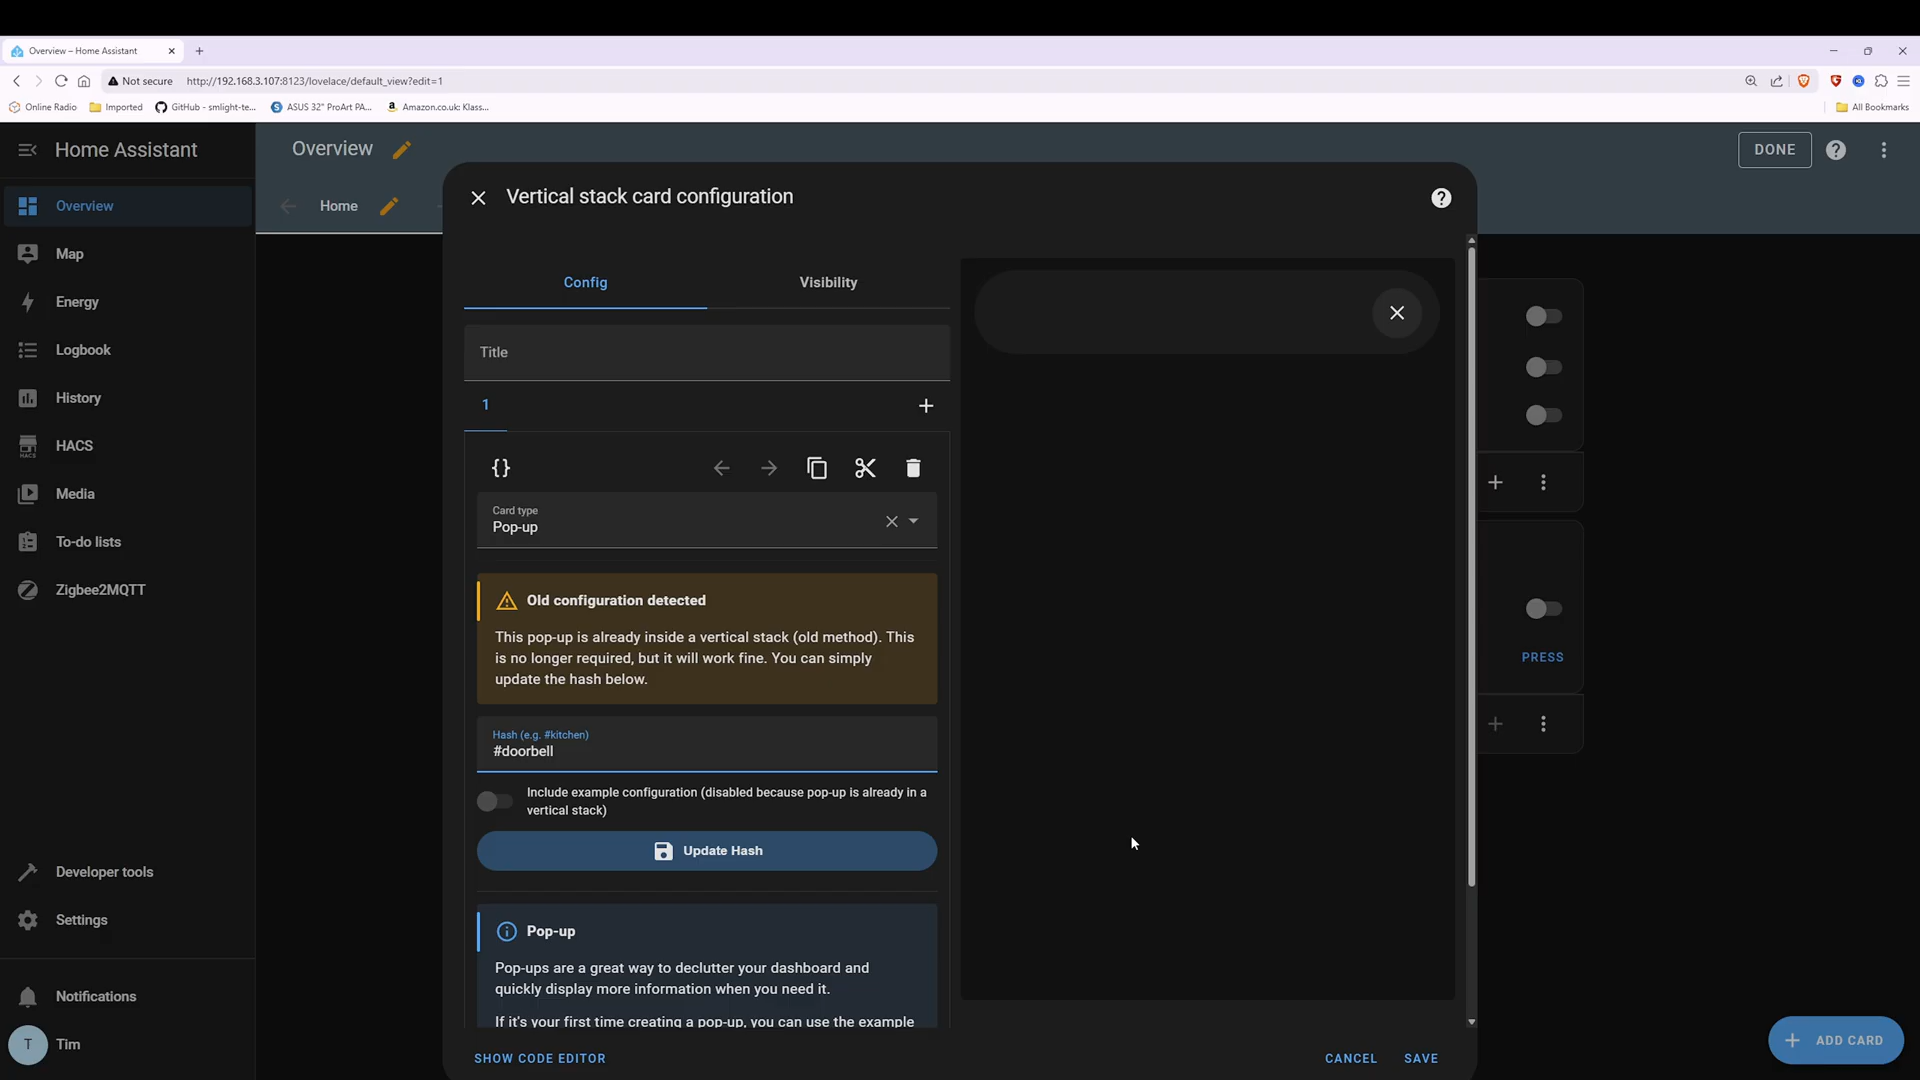 Overview – Home Assistant
Not secure
http://192.168.3.107:8123/lovelace/default_view?edit=1
Online Radio
Imported
GitHub - smlight-te...
ASUS 32" ProArt PA...
Amazon.co.uk: Klass...
All Bookmarks
Home Assistant
Overview
DONE
Home
Overview
Map
Energy
Logbook
History
HACS
HACS
Media
To-do lists
Zigbee2MQTT
Developer tools
Settings
Notifications
T
Tim
Vertical stack card configuration
Config
Visibility
Title
1
{}
Card type
Pop-up
Old configuration detected
This pop-up is already inside a vertical stack (old method). This
is no longer required, but it will work fine. You can simply
update the hash below.
Hash (e.g. #kitchen)
#doorbell
Include example configuration (disabled because pop-up is already in a
vertical stack)
Update Hash
Pop-up
Pop-ups are a great way to declutter your dashboard and
quickly display more information when you need it.
If it's your first time creating a pop-up, you can use the example
SHOW CODE EDITOR
CANCEL
SAVE
PRESS
ADD CARD